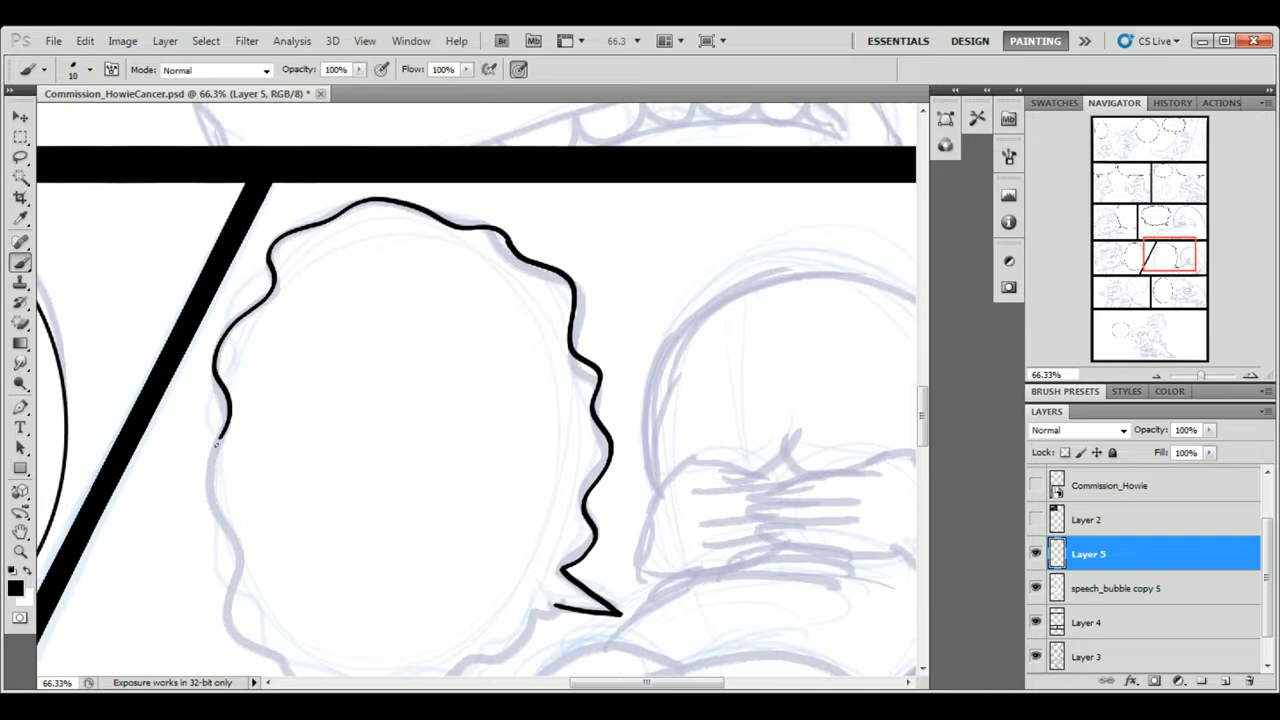 Ps File Edit Image Layer Select Filter Analysis 3D View Window Help Br Mb 66.3 ESSENTIALS DESIGN PAINTING CS Live
10 Mode: Normal Opacity: 100% Flow: 100%
Commission_HowieCancer.psd @ 66.3% (Layer 5, RGB/8) *
SWATCHES NAVIGATOR HISTORY ACTIONS
Mb
66.33%
BRUSH PRESETS STYLES COLOR
LAYERS
Normal Opacity: 100%
Lock: Fill: 100%
Commission_Howie
Layer 2
Layer 5
speech_bubble copy 5
Layer 4
Layer 3
66.33% Exposure works in 32-bit only